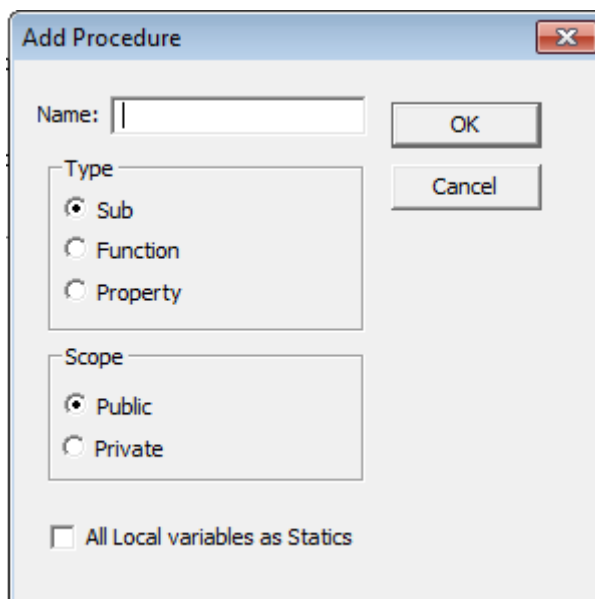 Add Procedure
Name:
OK
Cancel
Type
Sub
Function
Property
Scope
Public
Private
All Local variables as Statics